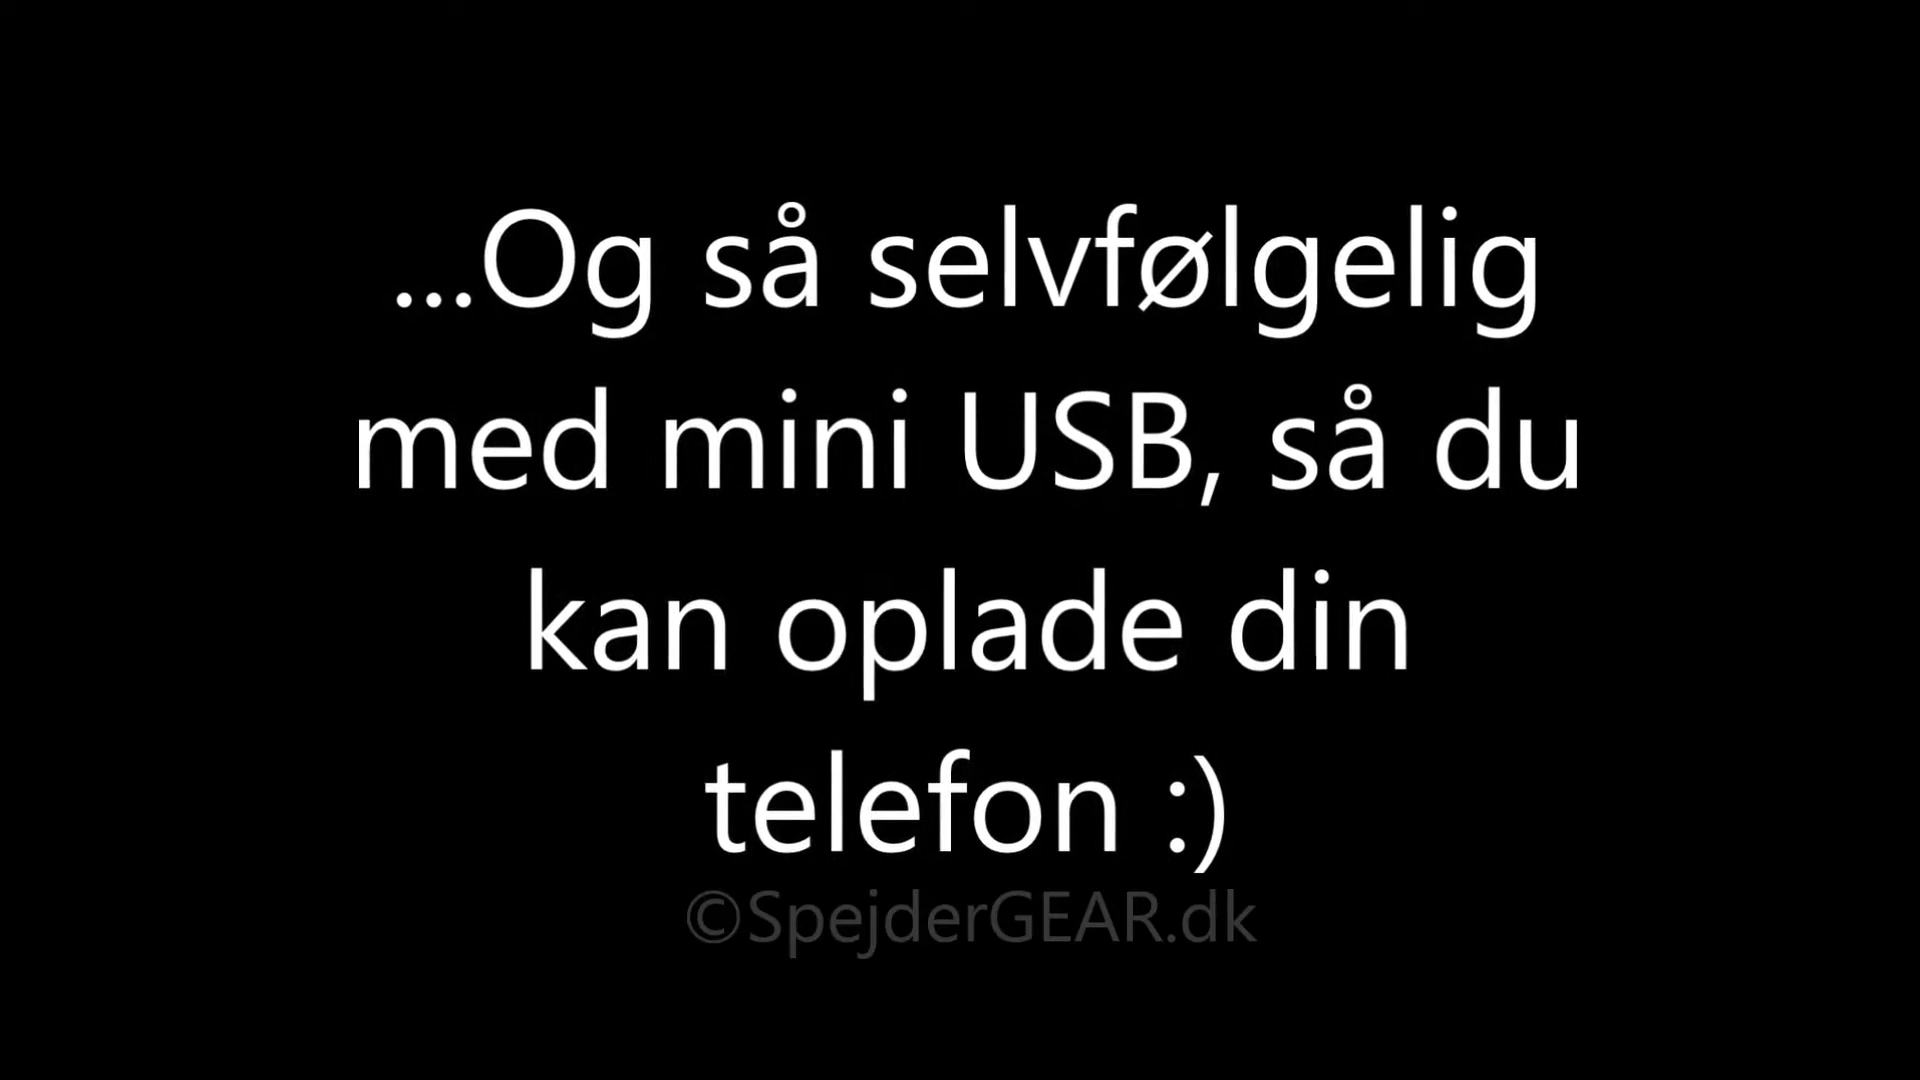 ...Og så selvfølgelig
med mini USB, så du
kan oplade din
telefon :)
©SpejderGEAR.dk